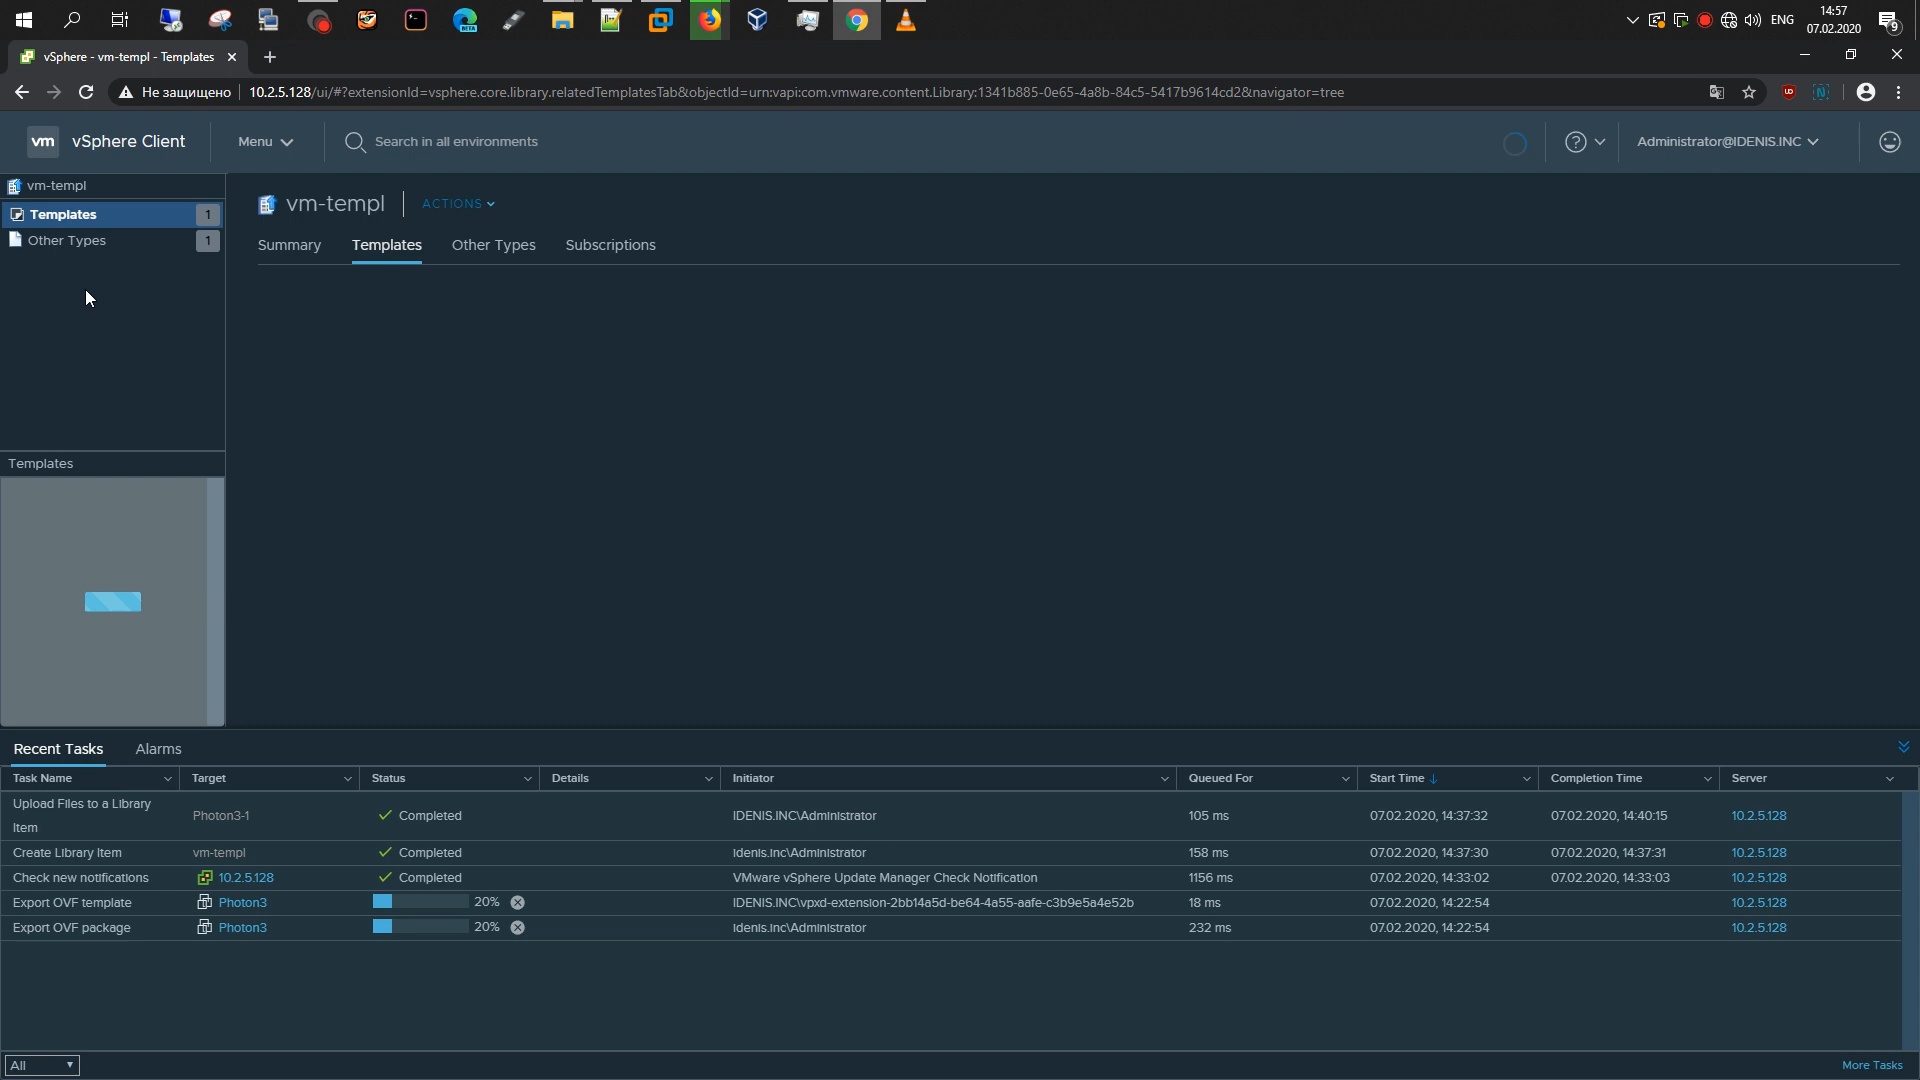 14:57
ENG
07.02.2020
9
vSphere - vm-templ - Templates
Не защищено
10.2.5.128/ui/#?extensionId=vsphere.core.library.relatedTemplatesTab&objectId=urn:vapi:com.vmware.content.Library:1341b885-0e65-4a8b-84c5-5417b9614cd2&navigator=tree
vm vSphere Client
Menu
Search in all environments
Administrator@IDENIS.INC
vm-templ
Templates 1
Other Types 1
vm-templ
ACTIONS
Summary Templates Other Types Subscriptions
Templates
Recent Tasks Alarms
Task Name Target Status Details Initiator Queued For Start Time Completion Time Server
Upload Files to a Library
Item
Photon3-1 Completed IDENIS.INC\Administrator 105 ms 07.02.2020, 14:37:32 07.02.2020, 14:40:15 10.2.5.128
Create Library Item vm-templ Completed idenis.inc\Administrator 158 ms 07.02.2020, 14:37:30 07.02.2020, 14:37:31 10.2.5.128
Check new notifications 10.2.5.128 Completed VMware vSphere Update Manager Check Notification 1156 ms 07.02.2020, 14:33:02 07.02.2020, 14:33:03 10.2.5.128
Export OVF template Photon3 20% IDENIS.INC\vpxd-extension-2bb14a5d-be64-4a55-aafe-c3b9e5a4e52b 18 ms 07.02.2020, 14:22:54 10.2.5.128
Export OVF package Photon3 20% idenis.inc\Administrator 232 ms 07.02.2020, 14:22:54 10.2.5.128
All
More Tasks